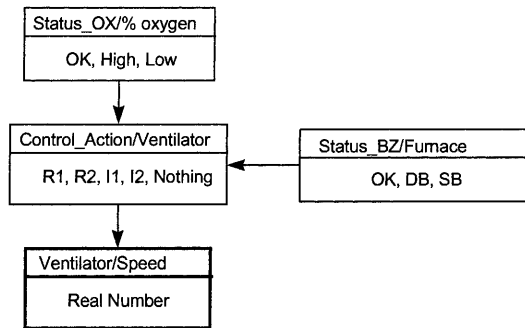 Status_OX/% oxygen
OK, High, Low
Control_Action/Ventilator
R1, R2, I1, I2, Nothing
Status_BZ/Furnace
OK, DB, SB
Ventilator/Speed
Real Number